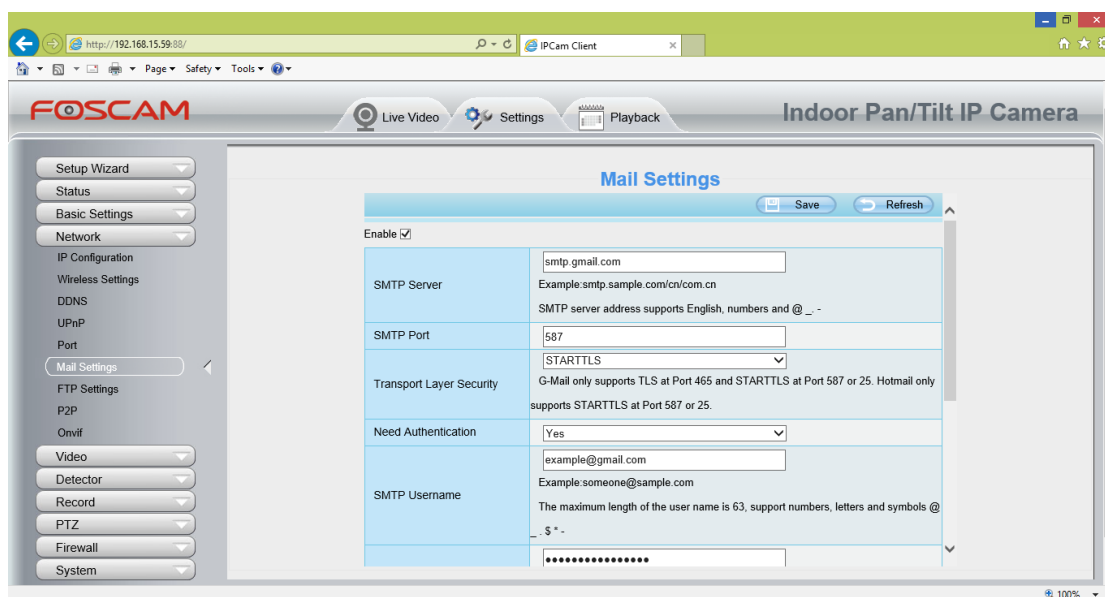 http://192.168.15.59:88/
IPCam Client
Page Safety Tools
FOSCAM
Live Video
Settings
Playback
Indoor Pan/Tilt IP Camera
Setup Wizard
Status
Basic Settings
Network
IP Configuration
Wireless Settings
DDNS
UPnP
Port
Mail Settings
FTP Settings
P2P
Onvif
Video
Detector
Record
PTZ
Firewall
System
Mail Settings
Save
Refresh
Enable
SMTP Server
smtp.gmail.com
Example:smtp.sample.com/cn/com.cn
SMTP server address supports English, numbers and @ _ . -
SMTP Port
587
Transport Layer Security
STARTTLS
G-Mail only supports TLS at Port 465 and STARTTLS at Port 587 or 25. Hotmail only
supports STARTTLS at Port 587 or 25.
Need Authentication
Yes
SMTP Username
example@gmail.com
Example:someone@sample.com
The maximum length of the user name is 63, support numbers, letters and symbols @
_ . $ * -
••••••••••••••••
100%